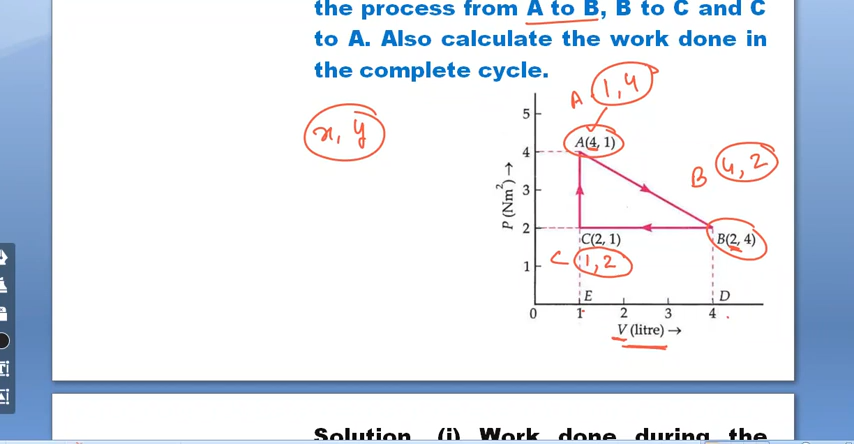 the process from A to B, B to C and C
to A. Also calculate the work done in
the complete cycle.
A 1, 4
x, y
5
A(4, 1)
4
B 4, 2
3
P (Nm²) →
2
C(2, 1)
B(2, 4)
C 1, 2
1
E
D
0 1 2 3 4
V (litre) →
Solution (i) Work done during the